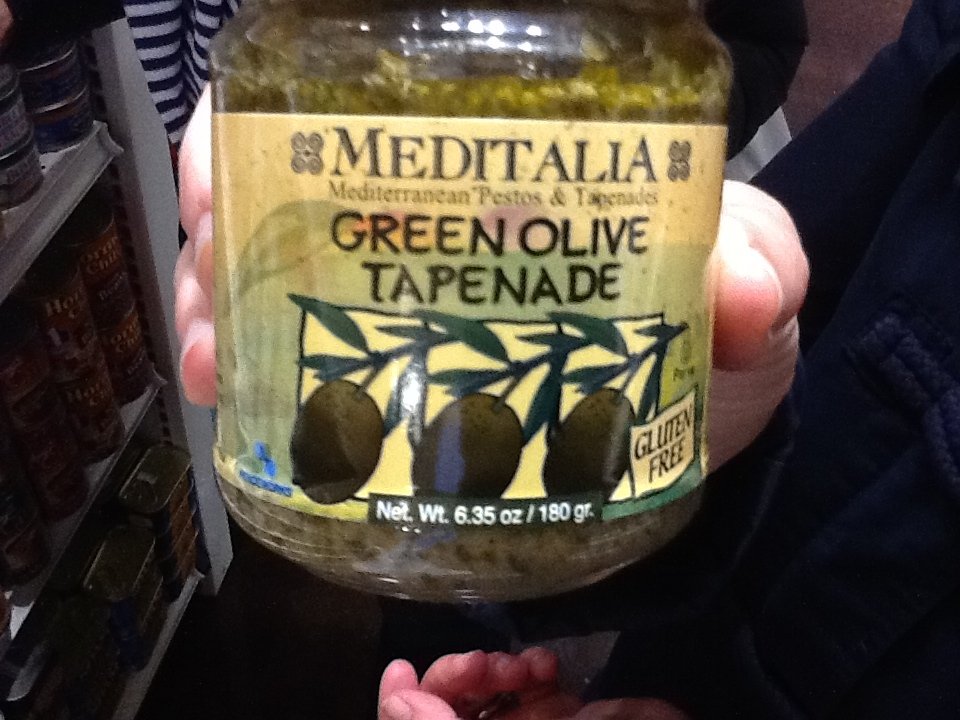 MEDITALIA
Mediterranean Pestos & Tapenades
GREEN OLIVE
TAPENADE
GLUTEN
FREE
Net. Wt. 6.35 oz / 180 gr.